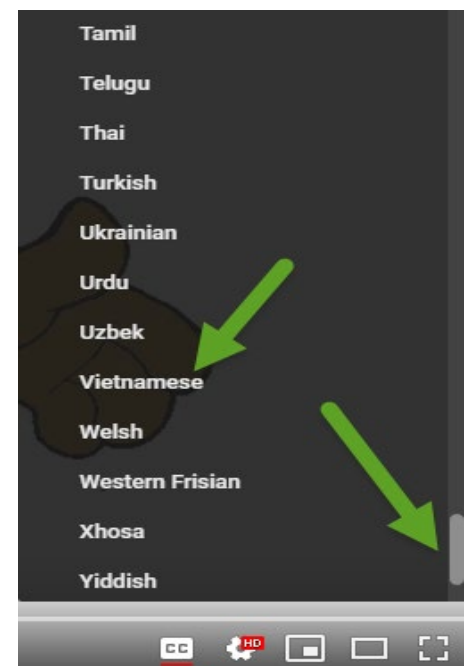 Tamil
Telugu
Thai
Turkish
Ukrainian
Urdu
Uzbek
Vietnamese
Welsh
Western Frisian
Xhosa
Yiddish
CC HD